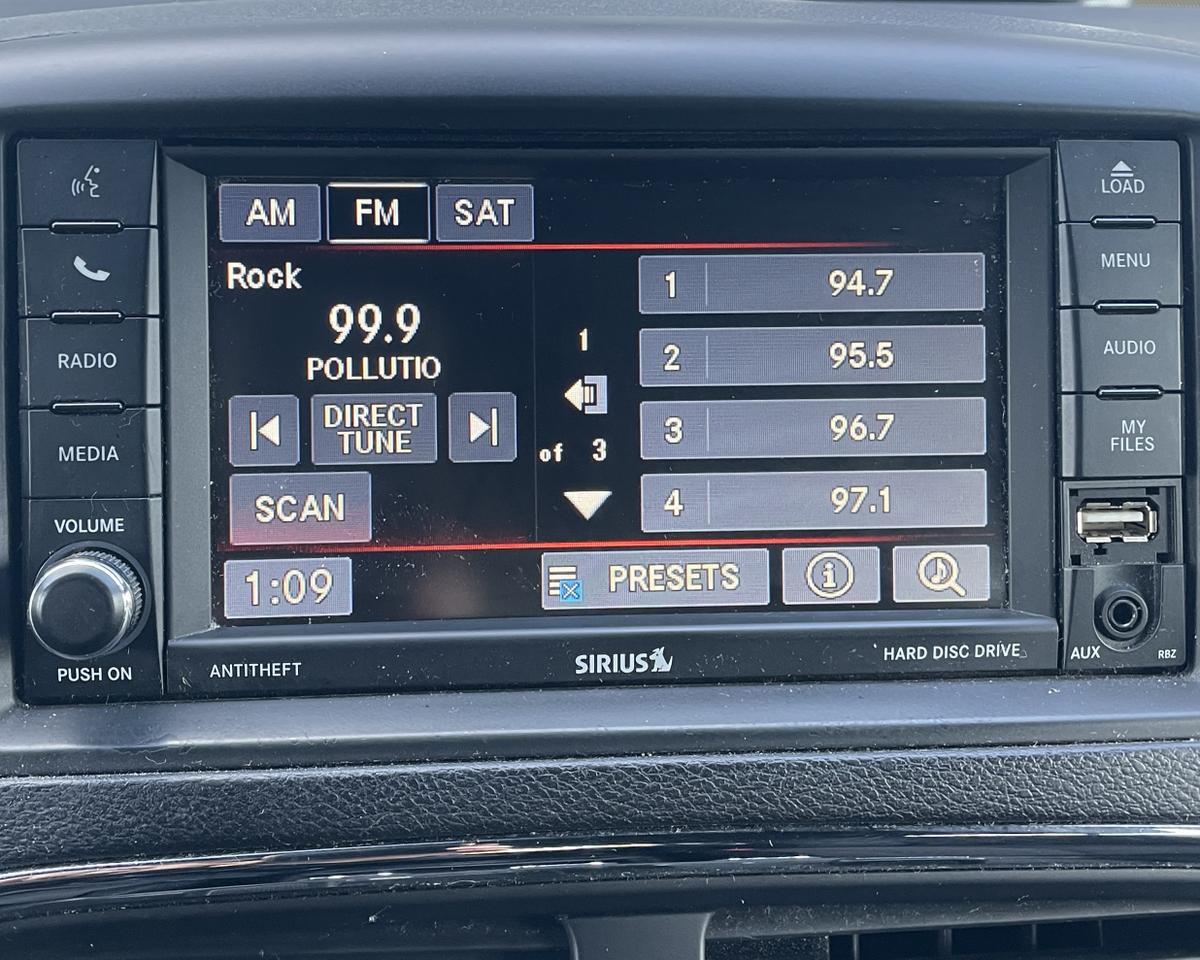 LOAD
MENU
AUDIO
MY
FILES
AUX
RBZ
RADIO
MEDIA
VOLUME
PUSH ON
AM FM SAT
Rock
99.9
POLLUTIO
DIRECT
TUNE
SCAN
1
of 3
1 94.7
2 95.5
3 96.7
4 97.1
1:09
PRESETS
i
ANTITHEFT
SIRIUS
HARD DISC DRIVE